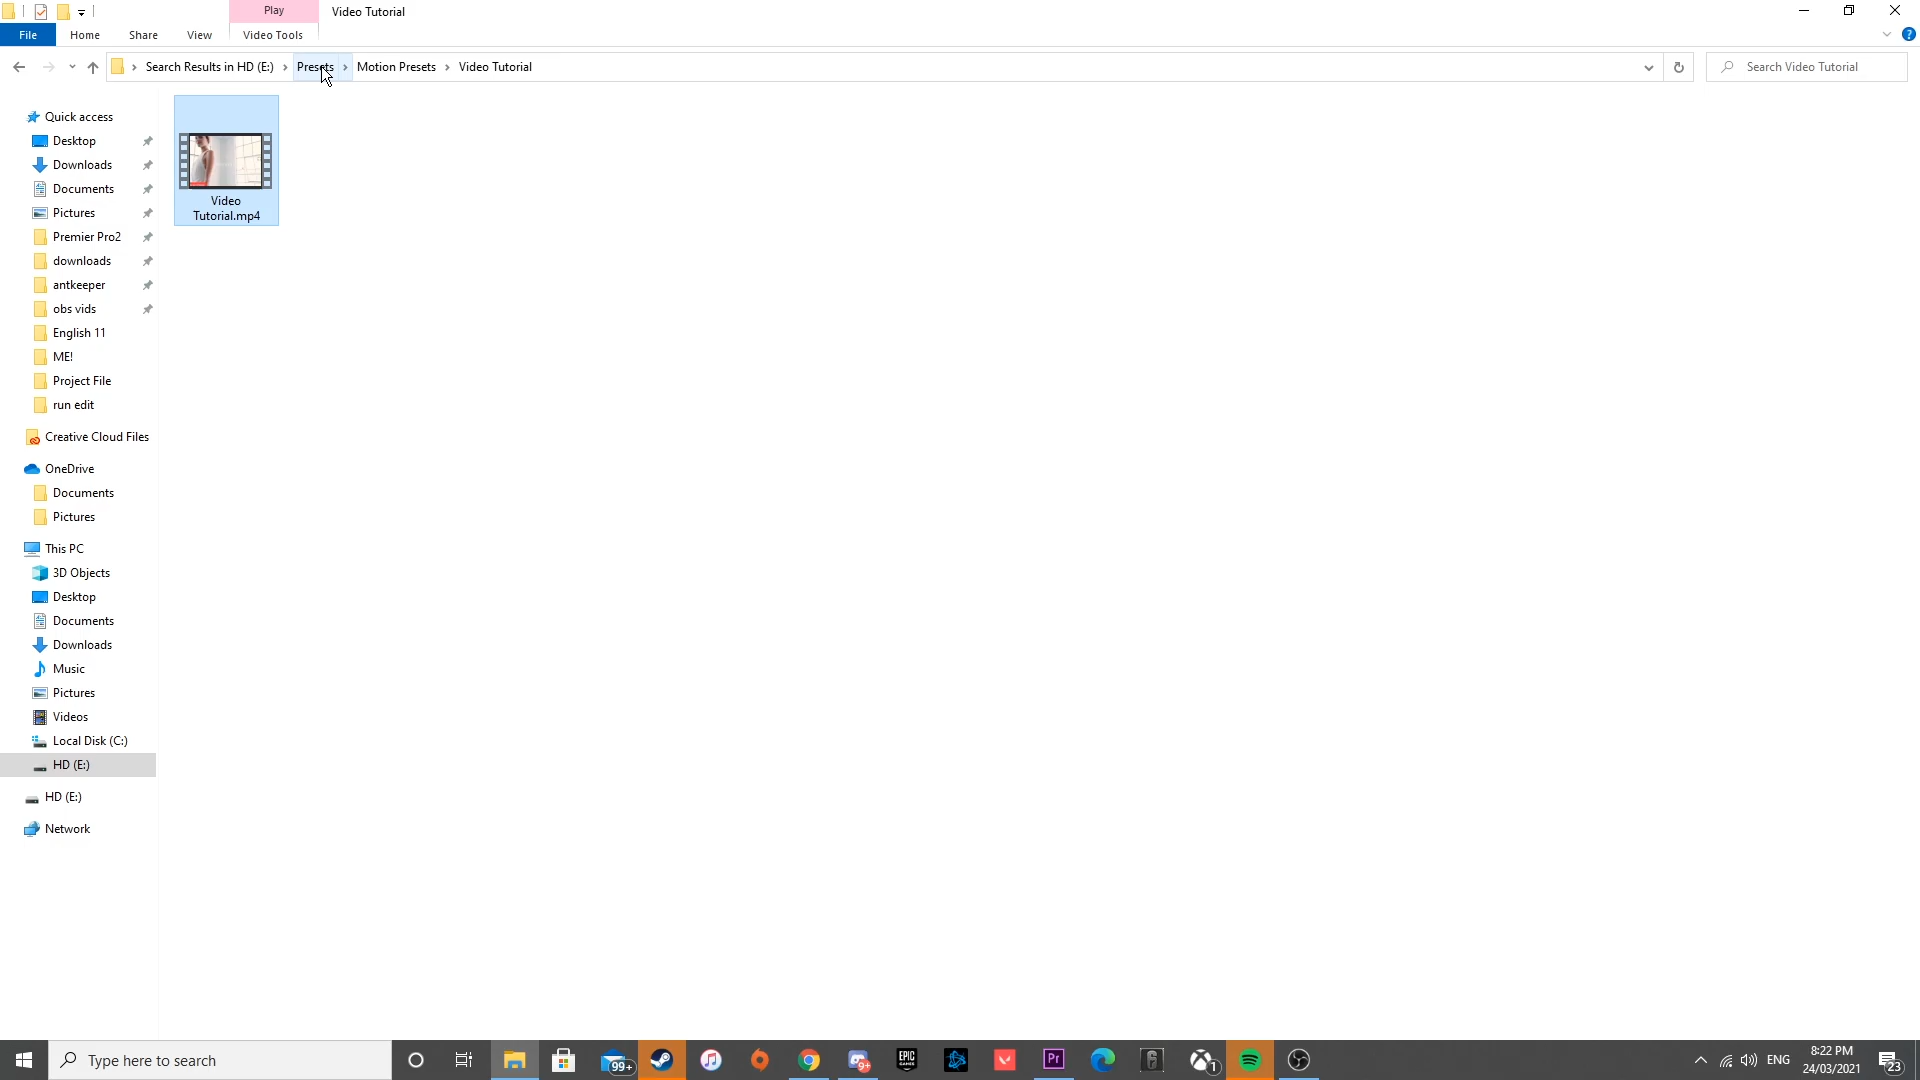 Play
Video Tutorial
File
Home
Share
View
Video Tools
Search Results in HD (E:)
Presets
Motion Presets
Video Tutorial
Search Video Tutorial
Quick access
Desktop
Downloads
Documents
Pictures
Premier Pro2
downloads
antkeeper
obs vids
English 11
ME!
Project File
run edit
Creative Cloud Files
OneDrive
Documents
Pictures
This PC
3D Objects
Desktop
Documents
Downloads
Music
Pictures
Videos
Local Disk (C:)
HD (E:)
HD (E:)
Network
Video
Tutorial.mp4
Type here to search
99+
9+
EPIC
GAMES
Pr
1
ENG
8:22 PM
24/03/2021
23